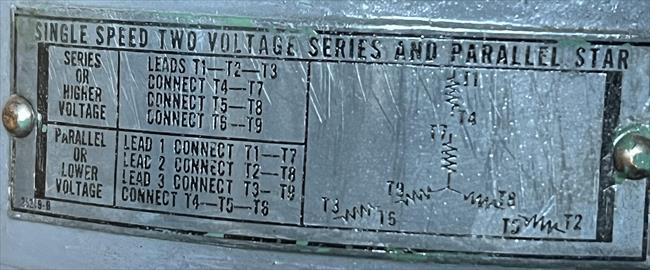 SINGLE SPEED TWO VOLTAGE SERIES AND PARALLEL STAR
SERIES
OR
HIGHER
VOLTAGE
LEADS T1—T2—T3
CONNECT T4—T7
CONNECT T5—T8
CONNECT T6—T9
PARALLEL
OR
LOWER
VOLTAGE
LEAD 1 CONNECT T1—T7
LEAD 2 CONNECT T2—T8
LEAD 3 CONNECT T3—T9
CONNECT T4—T5—T6
T1
T4
T7
T9
T8
T3
T6
T5
T2